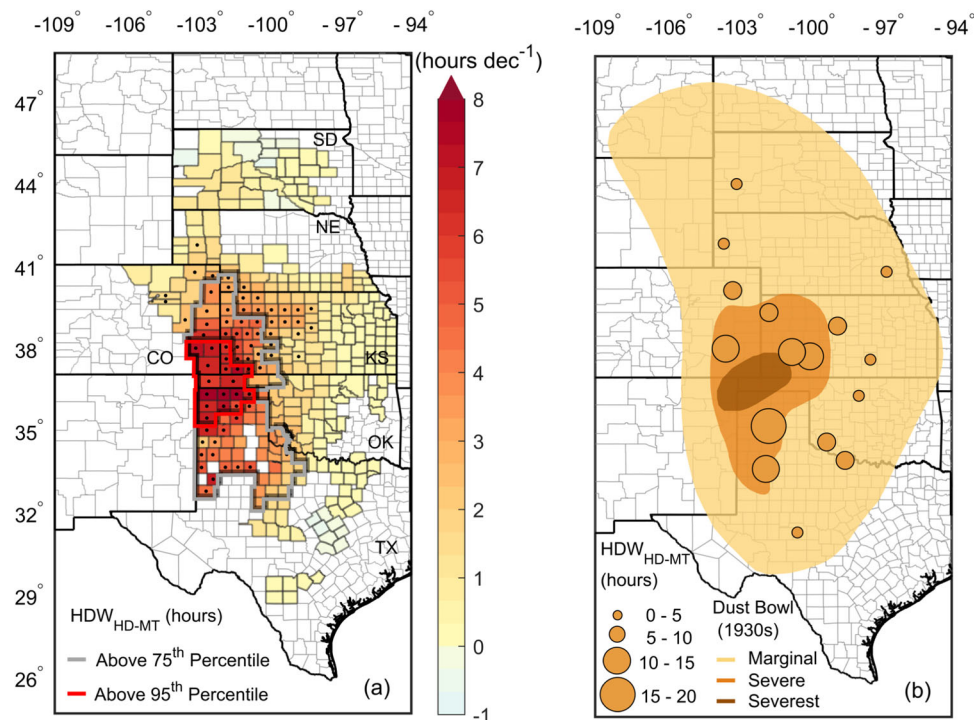 -109° -106° -103° -100° -97° -94°
(hours dec-1)
47°
44°
41°
38°
35°
32°
29°
26°
SD
NE
CO
KS
OK
TX
HDWHD-MT (hours)
Above 75th Percentile
Above 95th Percentile
(a)
8
7
6
5
4
3
2
1
0
-1
-109° -106° -103° -100° -97° -94°
HDWHD-MT
(hours)
0 - 5
5 - 10
10 - 15
15 - 20
Dust Bowl
(1930s)
Marginal
Severe
Severest
(b)